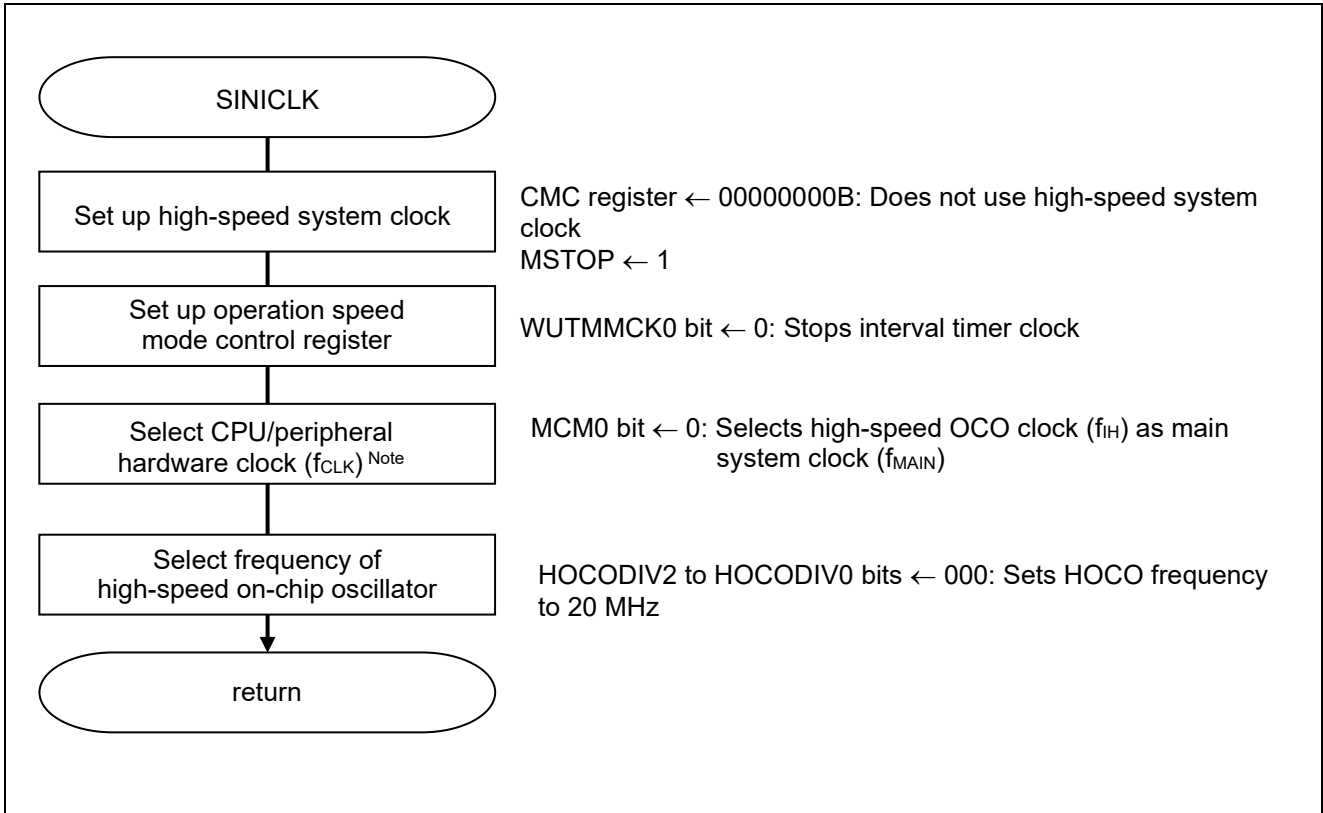 SINICLK
Set up high-speed system clock
CMC register ← 00000000B: Does not use high-speed system
clock
MSTOP ← 1
Set up operation speed
mode control register
WUTMMCK0 bit ← 0: Stops interval timer clock
Select CPU/peripheral
hardware clock (fCLK) Note
MCM0 bit ← 0: Selects high-speed OCO clock (fIH) as main
system clock (fMAIN)
Select frequency of
high-speed on-chip oscillator
HOCODIV2 to HOCODIV0 bits ← 000: Sets HOCO frequency
to 20 MHz
return